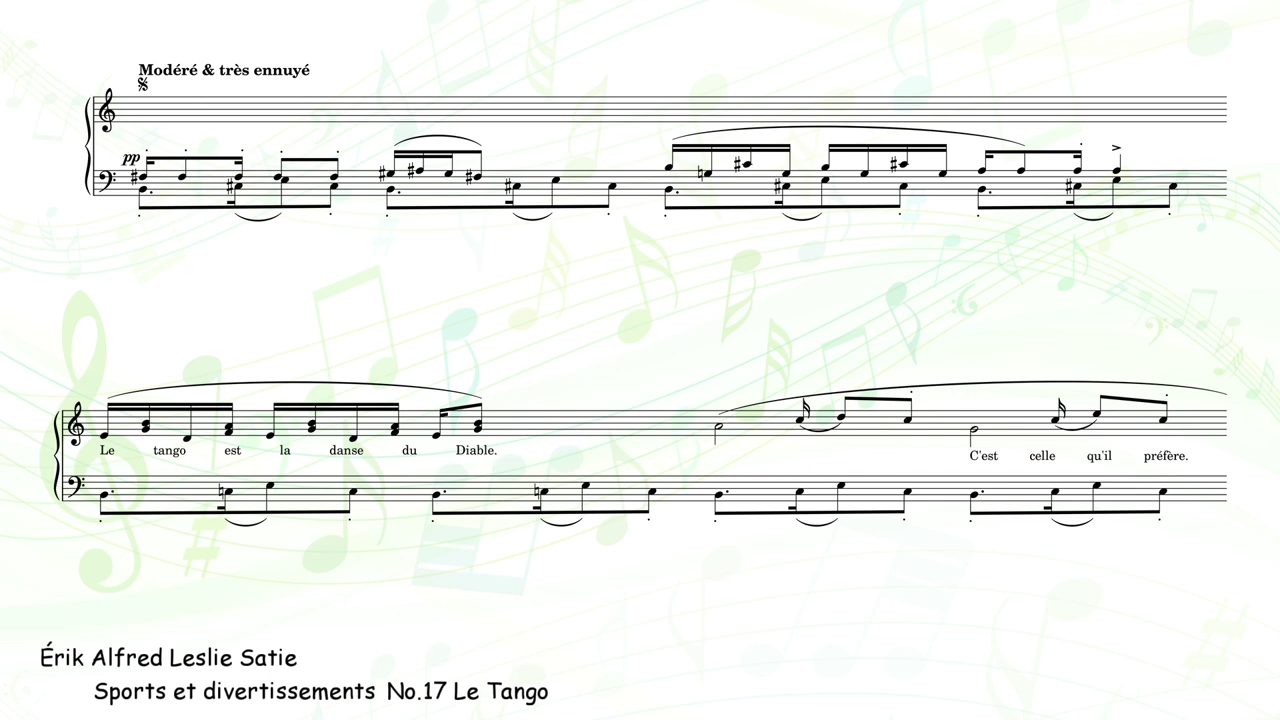 Modéré & très ennuyé
pp
Le tango est la danse du Diable.
C'est celle qu'il préfère.
Érik Alfred Leslie Satie
Sports et divertissements No.17 Le Tango